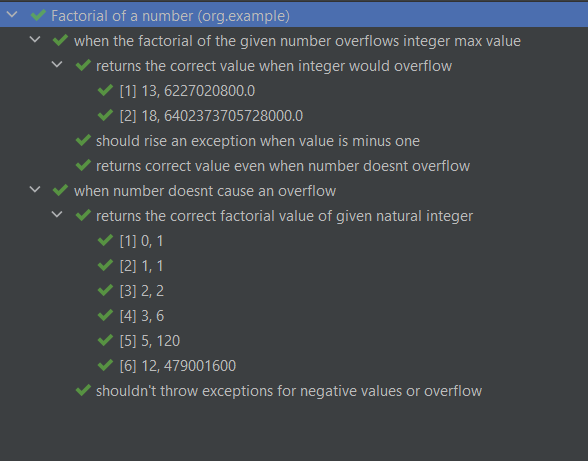 Factorial of a number (org.example)
when the factorial of the given number overflows integer max value
returns the correct value when integer would overflow
[1] 13, 6227020800.0
[2] 18, 6402373705728000.0
should rise an exception when value is minus one
returns correct value even when number doesnt overflow
when number doesnt cause an overflow
returns the correct factorial value of given natural integer
[1] 0, 1
[2] 1, 1
[3] 2, 2
[4] 3, 6
[5] 5, 120
[6] 12, 479001600
shouldn't throw exceptions for negative values or overflow